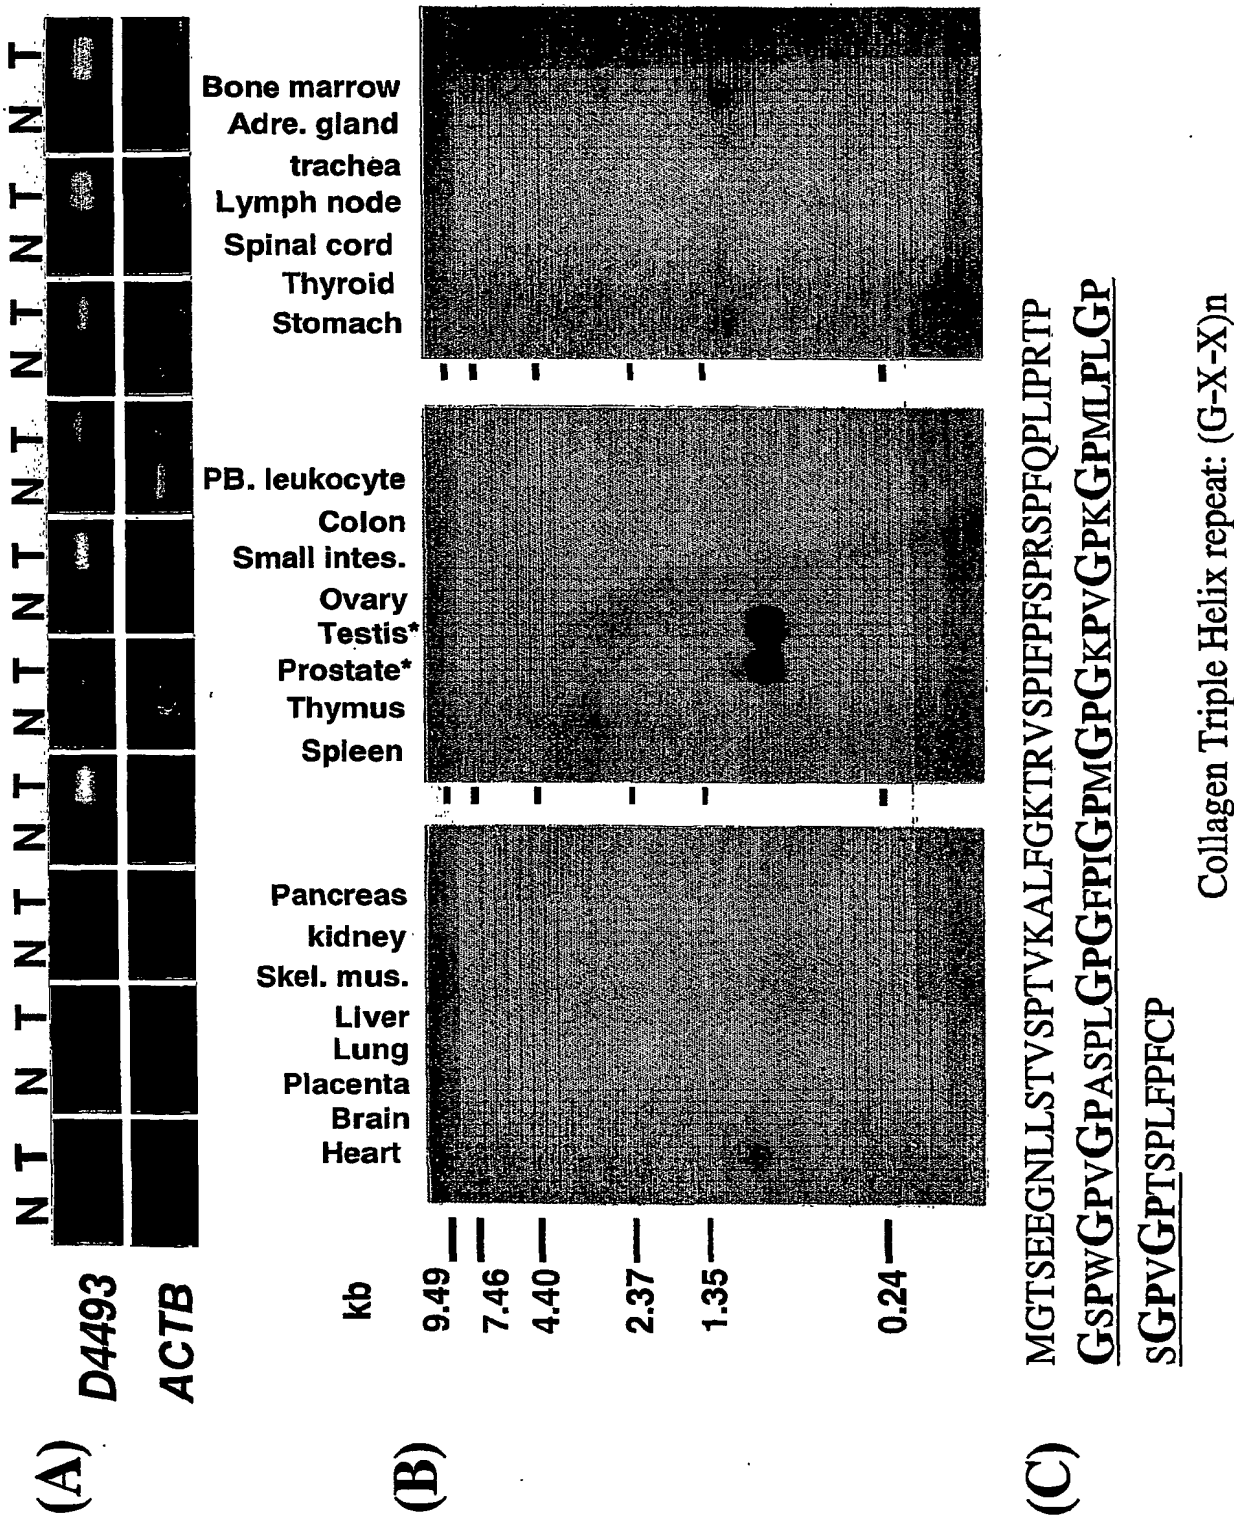 (A)
N T N T N T N T N T N T N T N T N T N T
D4493
ACTB
(B)
kb
9.49
7.46
4.40
2.37
1.35
0.24
Heart
Brain
Placenta
Lung
Liver
Skel. mus.
kidney
Pancreas
Spleen
Thymus
Prostate*
Testis*
Ovary
Small intes.
Colon
PB. leukocyte
Stomach
Thyroid
Spinal cord
Lymph node
trachea
Adre. gland
Bone marrow
(C)
MGTSEEGNLLSTVSPTVKALFGKTRVSPIFPFSPRSPFQPLIPRTP
GSPWGPVGPASPLGPGFPIGPMGPGKPVGPKGPMLPLGP
SGPVGPTSPLFPFCP
Collagen Triple Helix repeat: (G-X-X)n